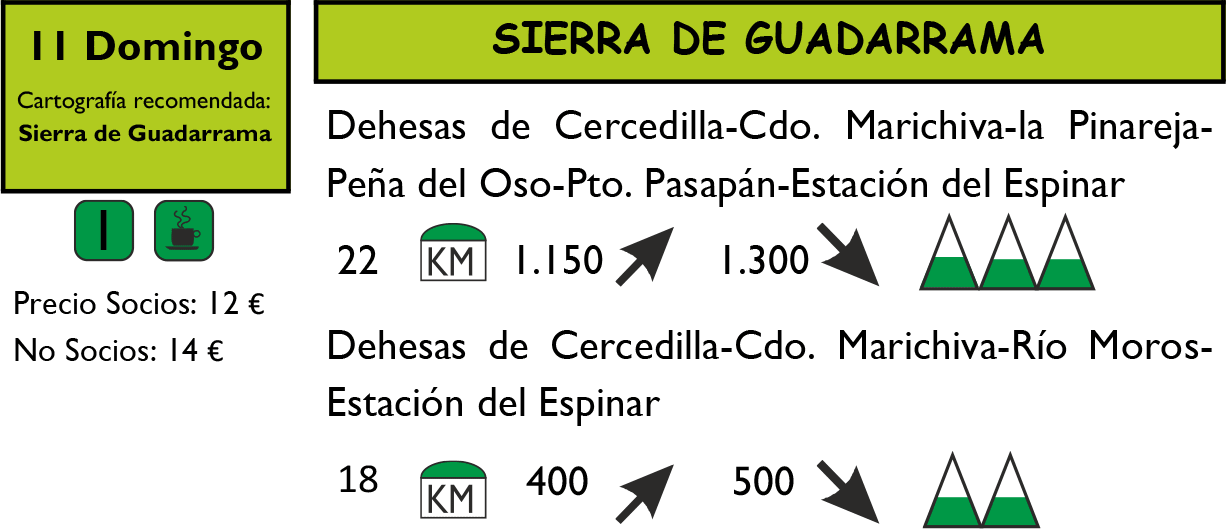 11 Domingo
Cartografía recomendada:
Sierra de Guadarrama
I
Precio Socios: 12 €
No Socios: 14 €
SIERRA DE GUADARRAMA
Dehesas de Cercedilla-Cdo. Marichiva-la Pinareja-
Peña del Oso-Pto. Pasapán-Estación del Espinar
22 KM 1.150 1.300
Dehesas de Cercedilla-Cdo. Marichiva-Río Moros-
Estación del Espinar
18 KM 400 500